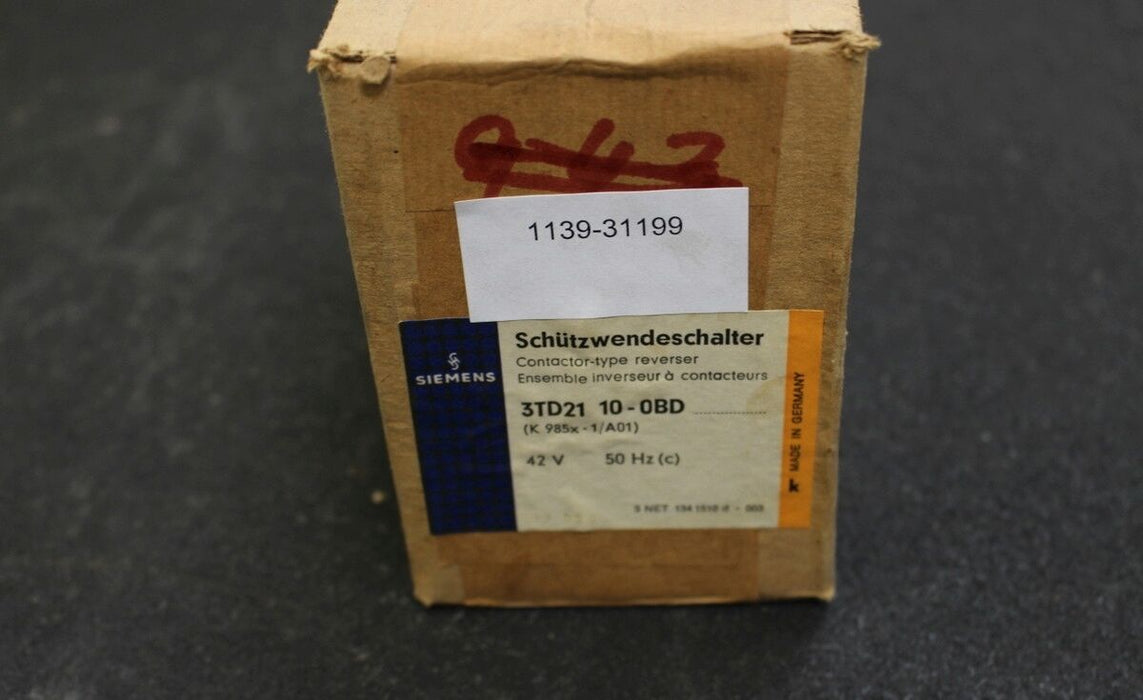 1139-31199
SIEMENS
Schützwendeschalter
Contactor-type reverser
Ensemble inverseur à contacteurs
3TD21 10-0BD
(K 985x-1/A01)
42 V 50 Hz (c)
MADE IN GERMANY